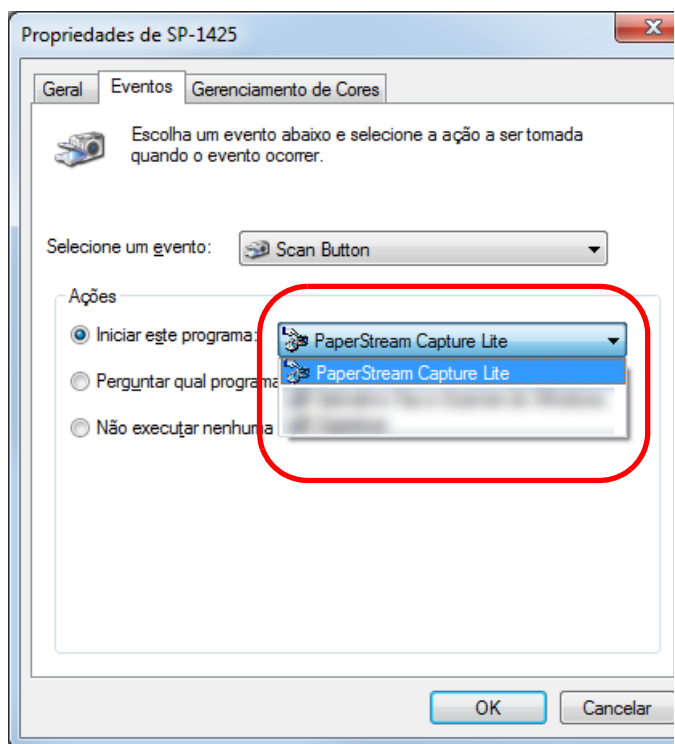 Propriedades de SP-1425
Geral Eventos Gerenciamento de Cores
Escolha um evento abaixo e selecione a ação a ser tomada
quando o evento ocorrer.
Selecione um evento: Scan Button
Ações
Iniciar este programa: PaperStream Capture Lite
PaperStream Capture Lite
Perguntar qual programa
Não executar nenhuma
OK Cancelar